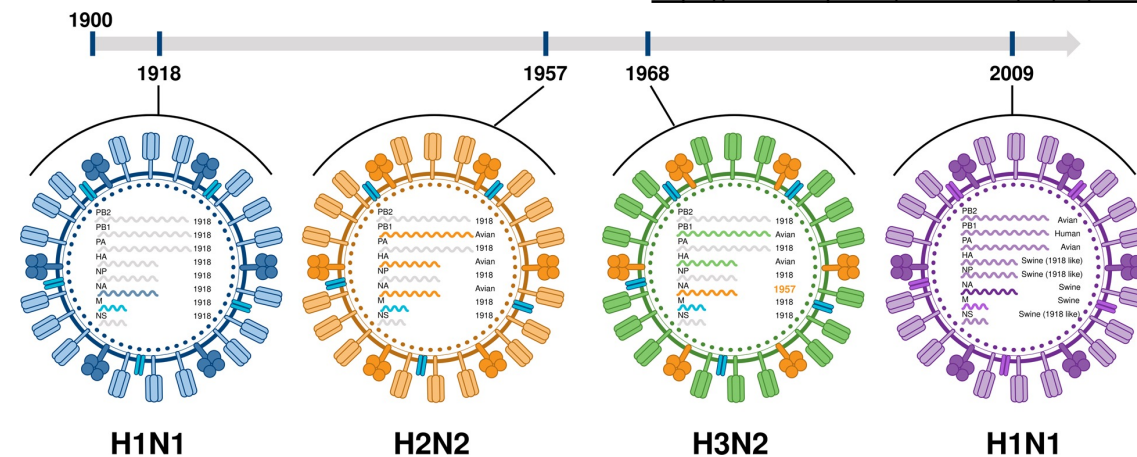 1900
1918
1957
1968
2009
PB2 1918
PB1 1918
PA 1918
HA 1918
NP 1918
NA 1918
M 1918
NS 1918
H1N1
PB2 1918
PB1 Avian
PA 1918
HA Avian
NP 1918
NA Avian
M 1918
NS 1918
H2N2
PB2 1918
PB1 Avian
PA 1918
HA Avian
NP 1918
NA 1957
M 1918
NS 1918
H3N2
PB2 Avian
PB1 Human
PA Avian
HA Swine (1918 like)
NP Swine (1918 like)
NA Swine
M Swine
NS Swine (1918 like)
H1N1